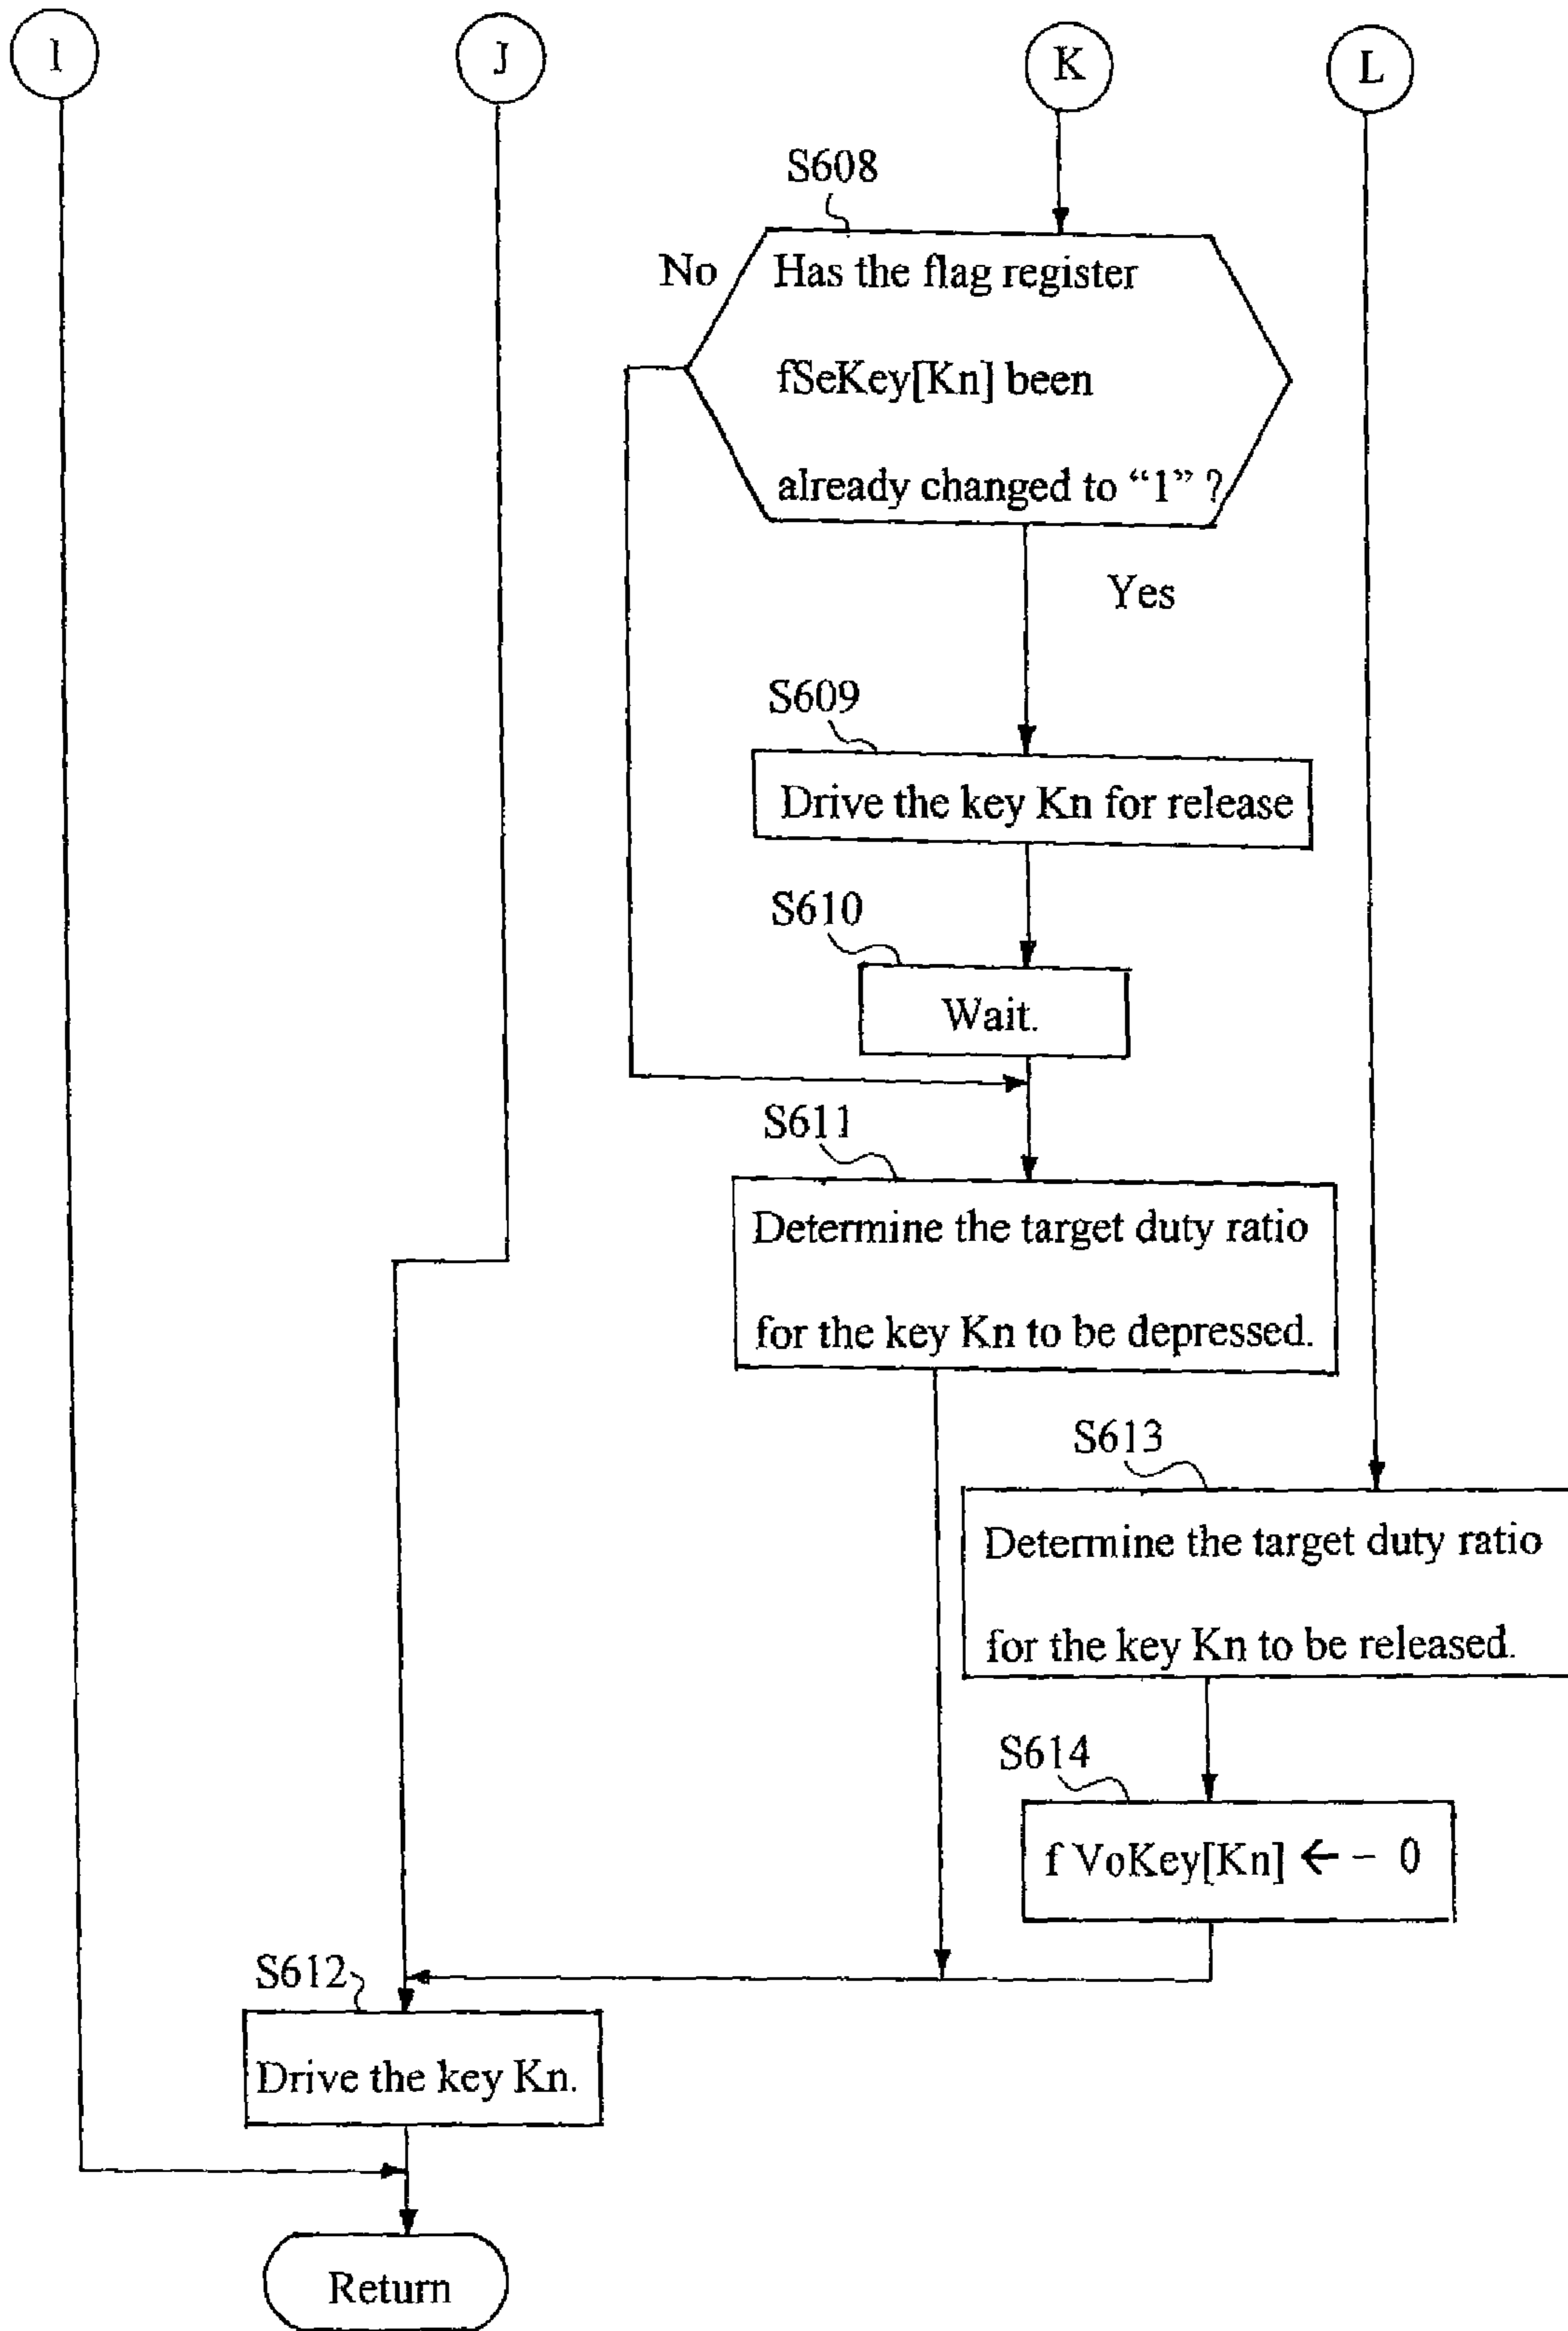 I
J
K
L
S608
No
Has the flag register
fSeKey[Kn] been
already changed to “1” ?
Yes
S609
Drive the key Kn for release
S610
Wait.
S611
Determine the target duty ratio
for the key Kn to be depressed.
S613
Determine the target duty ratio
for the key Kn to be released.
S614
f VoKey[Kn] ← – 0
S612
Drive the key Kn.
Return